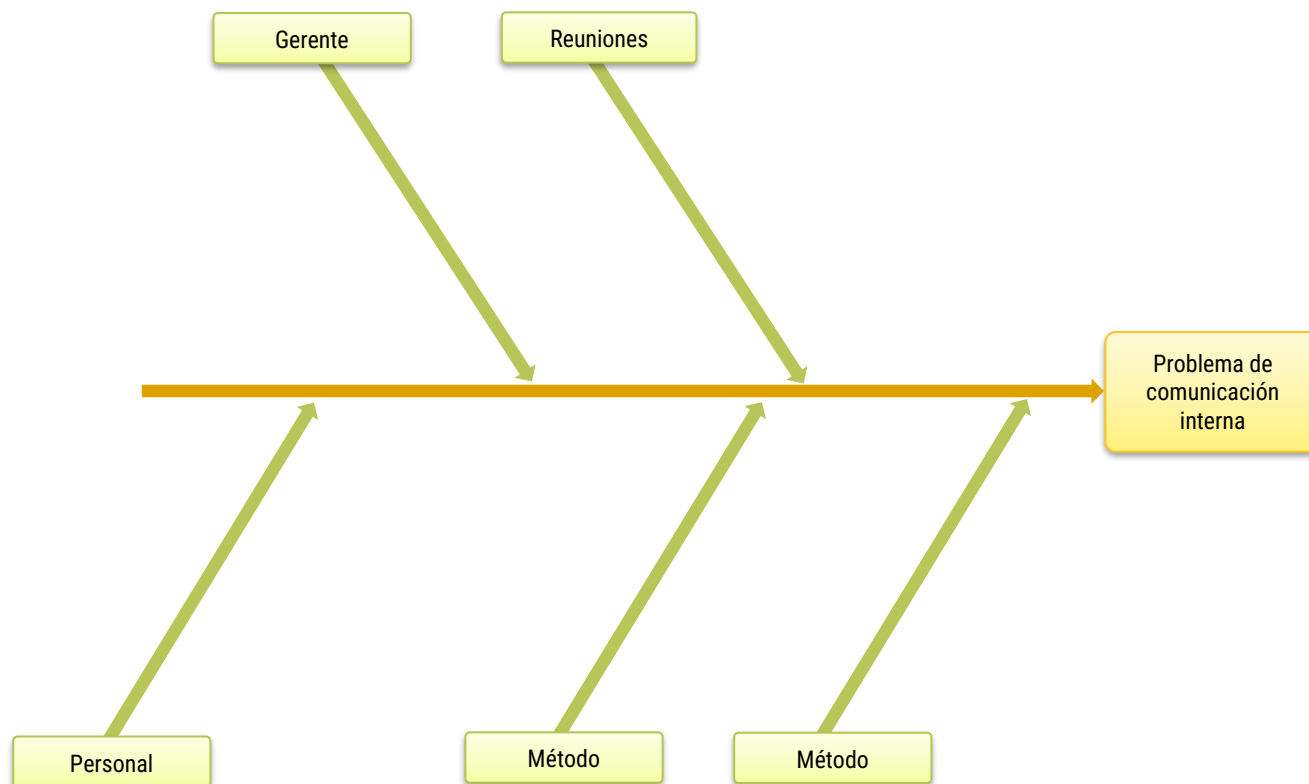 Gerente
Reuniones
Problema de
comunicación
interna
Personal
Método
Método